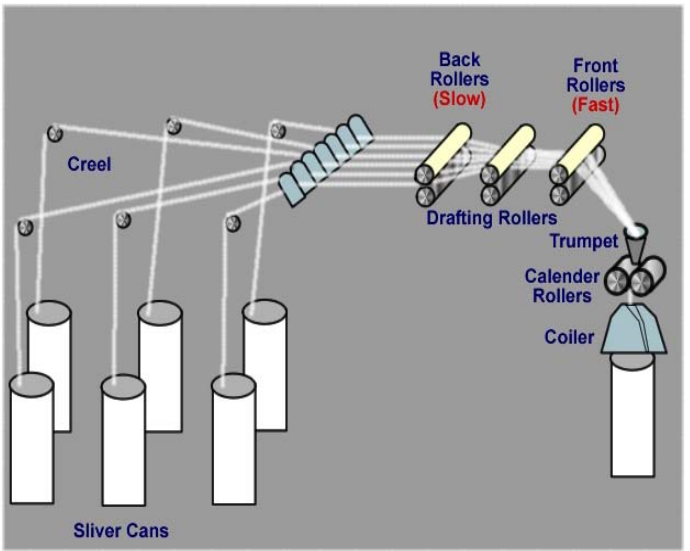 Back
Rollers
(Slow)
Front
Rollers
(Fast)
Creel
Drafting Rollers
Trumpet
Calender
Rollers
Coiler
Sliver Cans